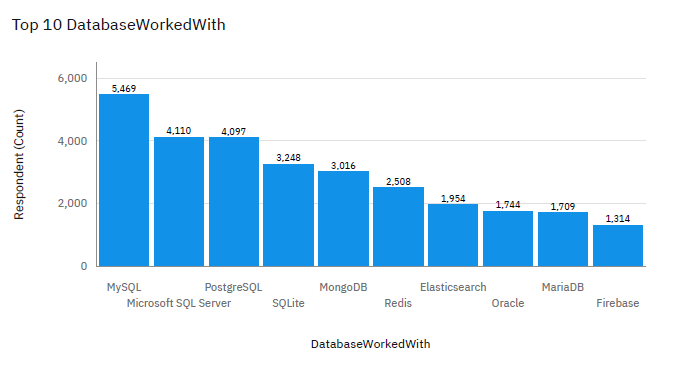 Top 10 DatabaseWorkedWith
Respondent (Count)
6,000
4,000
2,000
0
5,469
4,110
4,097
3,248
3,016
2,508
1,954
1,744
1,709
1,314
MySQL
Microsoft SQL Server
PostgreSQL
SQLite
MongoDB
Redis
Elasticsearch
Oracle
MariaDB
Firebase
DatabaseWorkedWith